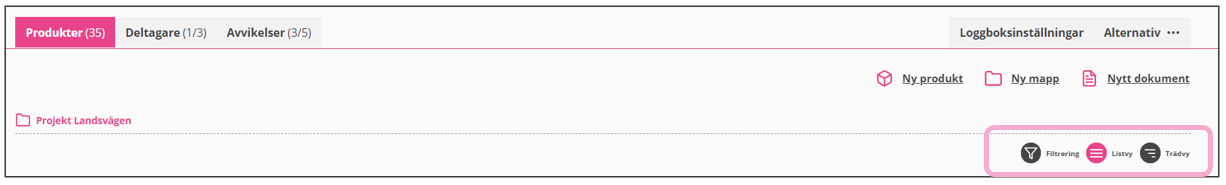 Produkter (35) Deltagare (1/3) Avvikelser (3/5) Loggboksinställningar Alternativ ···
Ny produkt Ny mapp Nytt dokument
Projekt Landsvägen
Filtrering Listvy Trädvy